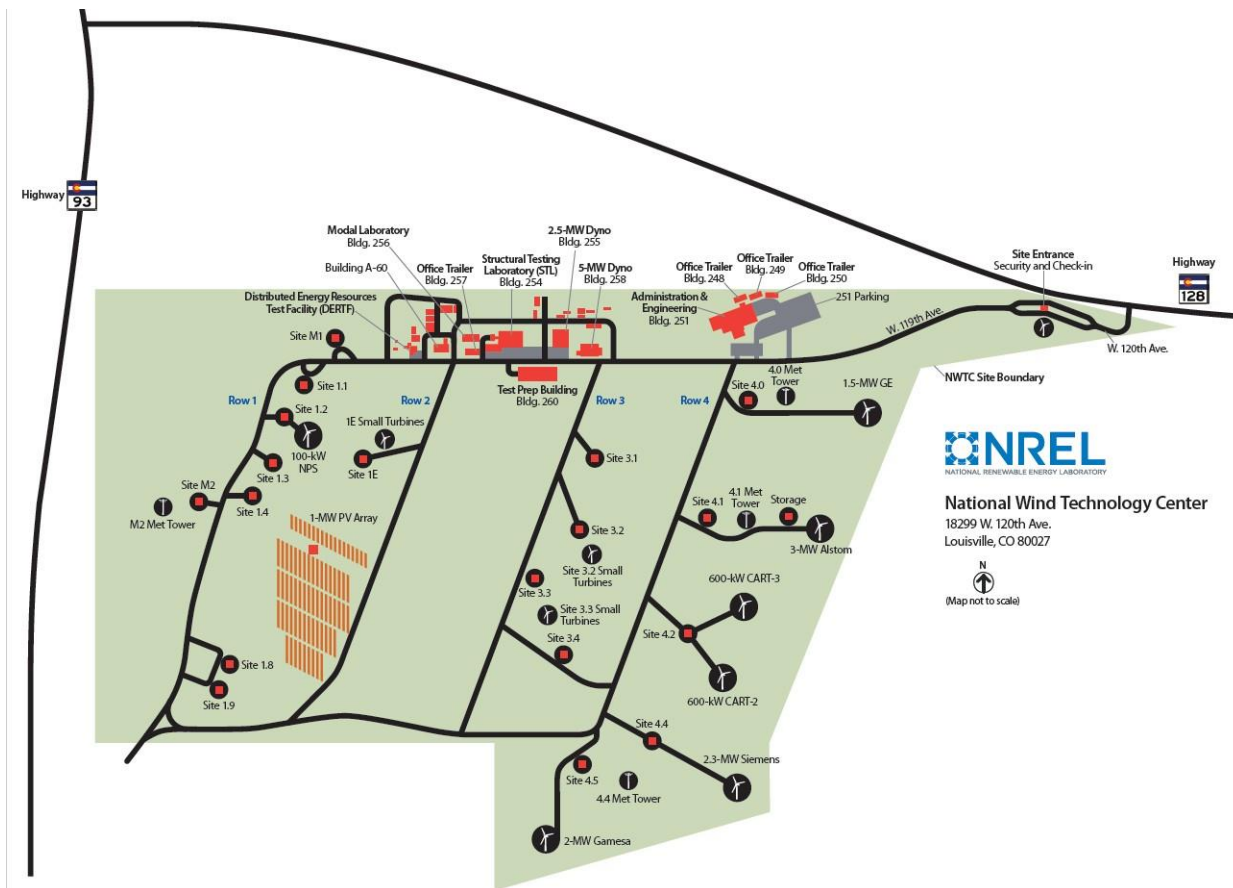 Highway
93
Modal Laboratory
Bldg. 256
Building A-60
Distributed Energy Resources
Test Facility (DERTF)
Office Trailer
Bldg. 257
Structural Testing
Laboratory (STL)
Bldg. 254
2.5-MW Dyno
Bldg. 255
5-MW Dyno
Bldg. 258
Office Trailer
Bldg. 248
Office Trailer
Bldg. 249
Office Trailer
Bldg. 250
Administration &
Engineering
Bldg. 251
251 Parking
Site Entrance
Security and Check-in
Highway
128
W. 119th Ave.
W. 120th Ave.
NWTC Site Boundary
Site M1
Site 1.1
Row 1
Site 1.2
100-kW
NPS
Site 1.3
Site M2
Site 1.4
M2 Met Tower
Row 2
1E Small Turbines
Site 1E
1-MW PV Array
Site 1.8
Site 1.9
Test Prep Building
Bldg. 260
Row 3
Site 3.1
Site 3.2
Site 3.2 Small
Turbines
Site 3.3
Site 3.3 Small
Turbines
Site 3.4
Row 4
Site 4.0
4.0 Met
Tower
1.5-MW GE
Site 4.1
4.1 Met
Tower
Storage
3-MW Alstom
600-kW CART-3
Site 4.2
600-kW CART-2
Site 4.4
2.3-MW Siemens
Site 4.5
4.4 Met Tower
2-MW Gamesa
NREL
NATIONAL RENEWABLE ENERGY LABORATORY
National Wind Technology Center
18299 W. 120th Ave.
Louisville, CO 80027
N
(Map not to scale)